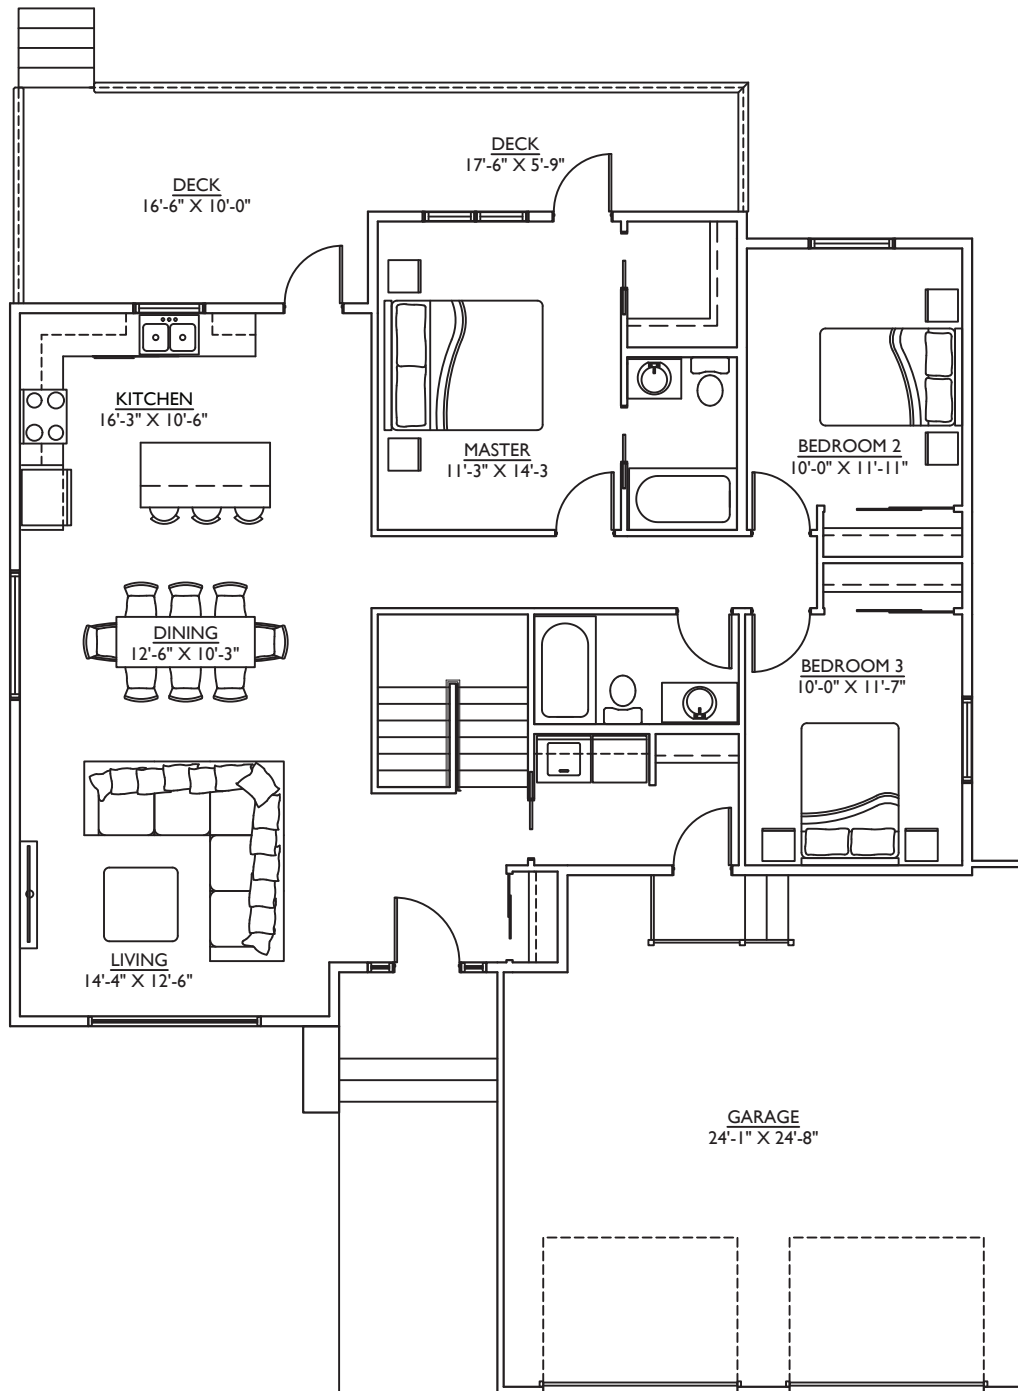 DECK
17'-6" X 5'-9"
DECK
16'-6" X 10'-0"
KITCHEN
16'-3" X 10'-6"
MASTER
11'-3" X 14'-3
BEDROOM 2
10'-0" X 11'-11"
DINING
12'-6" X 10'-3"
BEDROOM 3
10'-0" X 11'-7"
LIVING
14'-4" X 12'-6"
GARAGE
24'-1" X 24'-8"